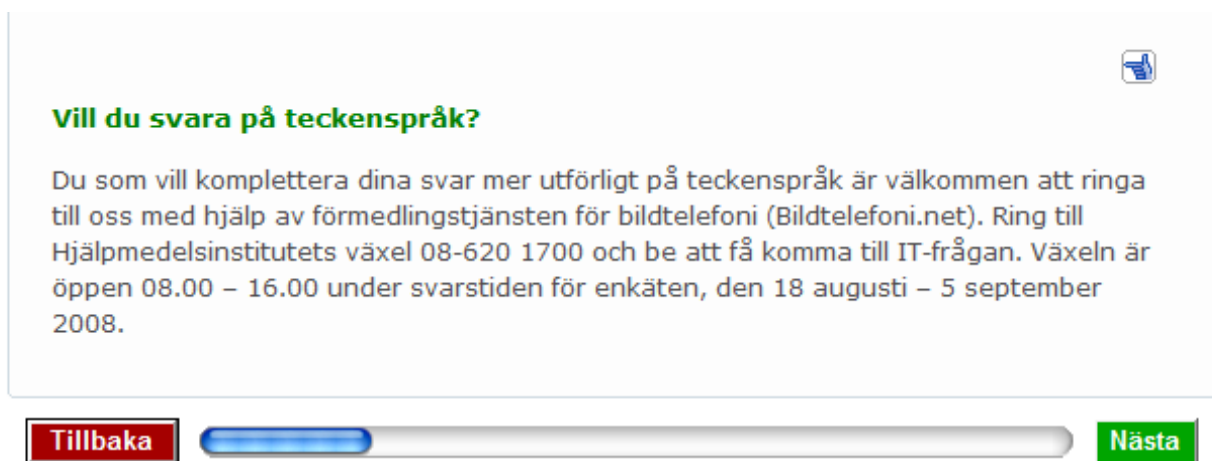 Vill du svara på teckenspråk?
Du som vill komplettera dina svar mer utförligt på teckenspråk är välkommen att ringa
till oss med hjälp av förmedlingstjänsten för bildtelefoni (Bildtelefoni.net). Ring till
Hjälpmedelsinstitutets växel 08-620 1700 och be att få komma till IT-frågan. Växeln är
öppen 08.00 – 16.00 under svarstiden för enkäten, den 18 augusti – 5 september
2008.
Tillbaka Nästa